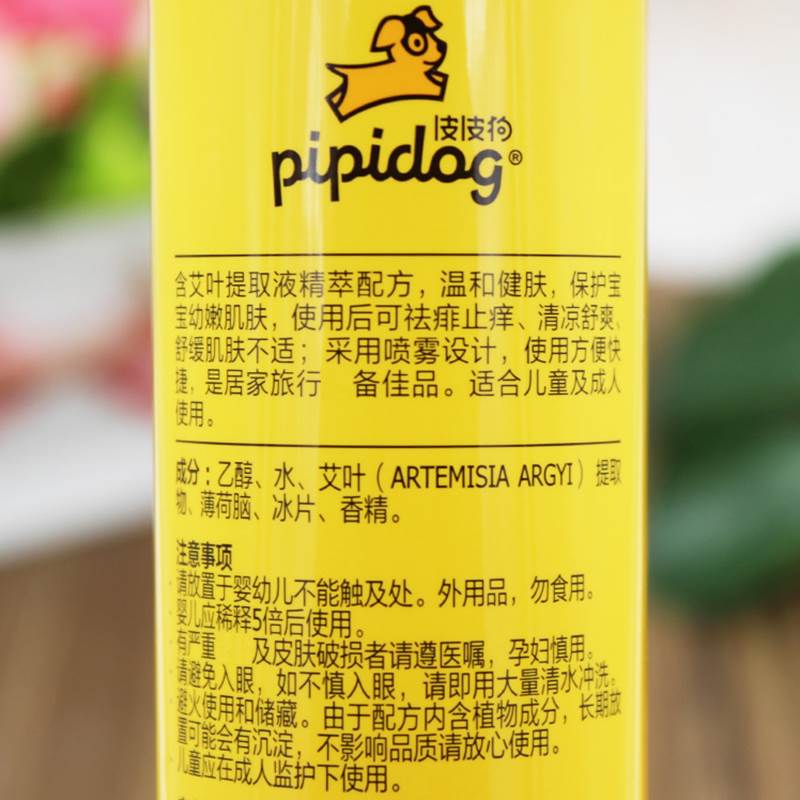 皮皮狗
pipidog®
含艾叶提取液精萃配方，温和健肤，保护宝
宝幼嫩肌肤，使用后可祛痱止痒、清凉舒爽、
舒缓肌肤不适；采用喷雾设计，使用方便快
捷，是居家旅行 备佳品。适合儿童及成人
使用。
成分：乙醇、水、艾叶（ARTEMISIA ARGYI）提取
物、薄荷脑、冰片、香精。
注意事项
·请放置于婴幼儿不能触及处。外用品，勿食用。
·婴儿应稀释5倍后使用。
·有严重 及皮肤破损者请遵医嘱，孕妇慎用。
·请避免入眼，如不慎入眼，请即用大量清水冲洗。
·避火使用和储藏。由于配方内含植物成分，长期放
置可能会有沉淀，不影响品质请放心使用。
·儿童应在成人监护下使用。